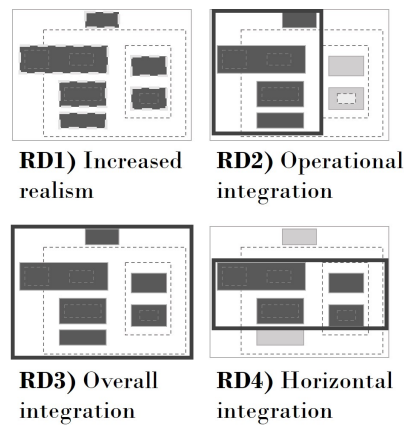 RD1) Increased
realism
RD2) Operational
integration
RD3) Overall
integration
RD4) Horizontal
integration